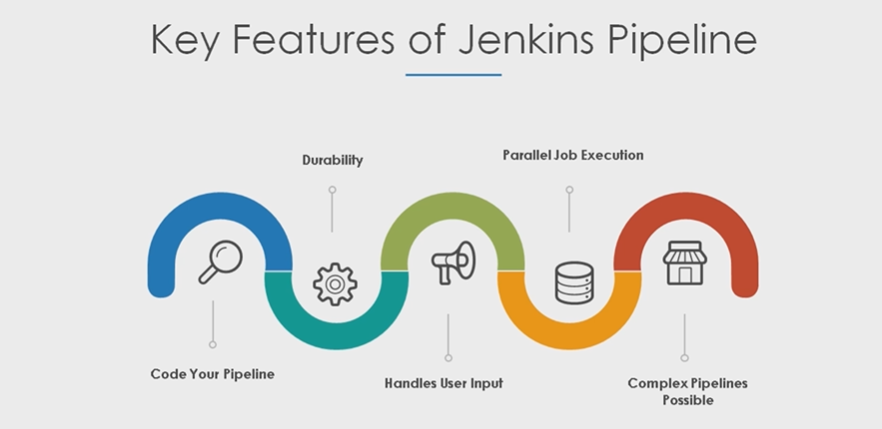 Key Features of Jenkins Pipeline
Durability
Parallel Job Execution
Code Your Pipeline
Handles User Input
Complex Pipelines
Possible